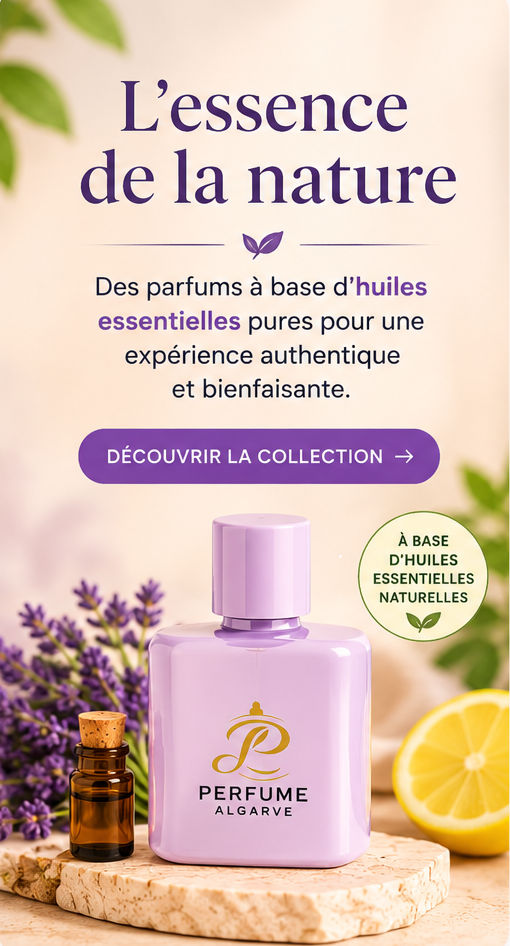 L’essence
de la nature
Des parfums à base d’huiles
essentielles pures pour une
expérience authentique
et bienfaisante.
DÉCOUVRIR LA COLLECTION →
À BASE
D’HUILES
ESSENTIELLES
NATURELLES
P
PERFUME
ALGARVE